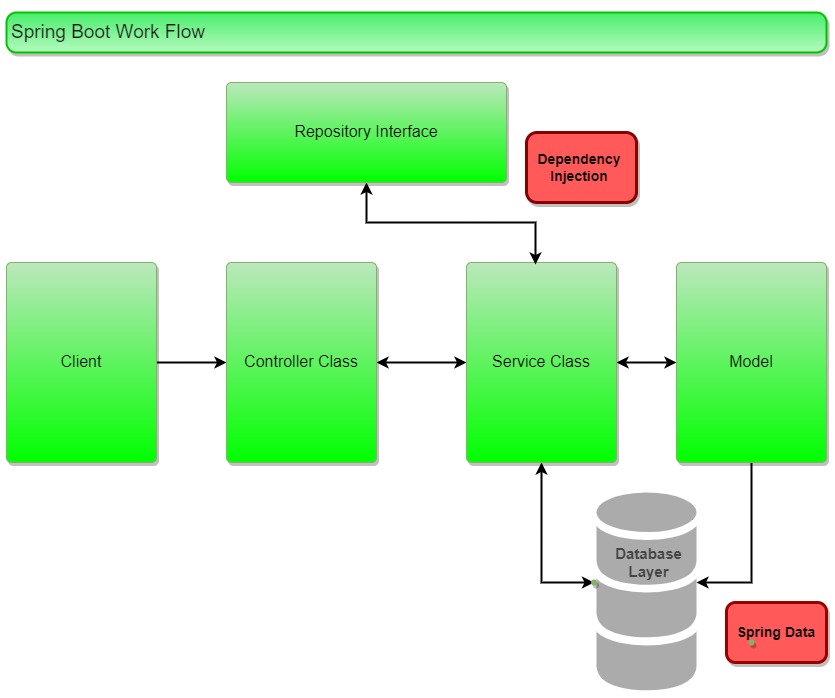 Spring Boot Work Flow
Repository Interface
Dependency
Injection
Client
Controller Class
Service Class
Model
Database
Layer
Spring Data